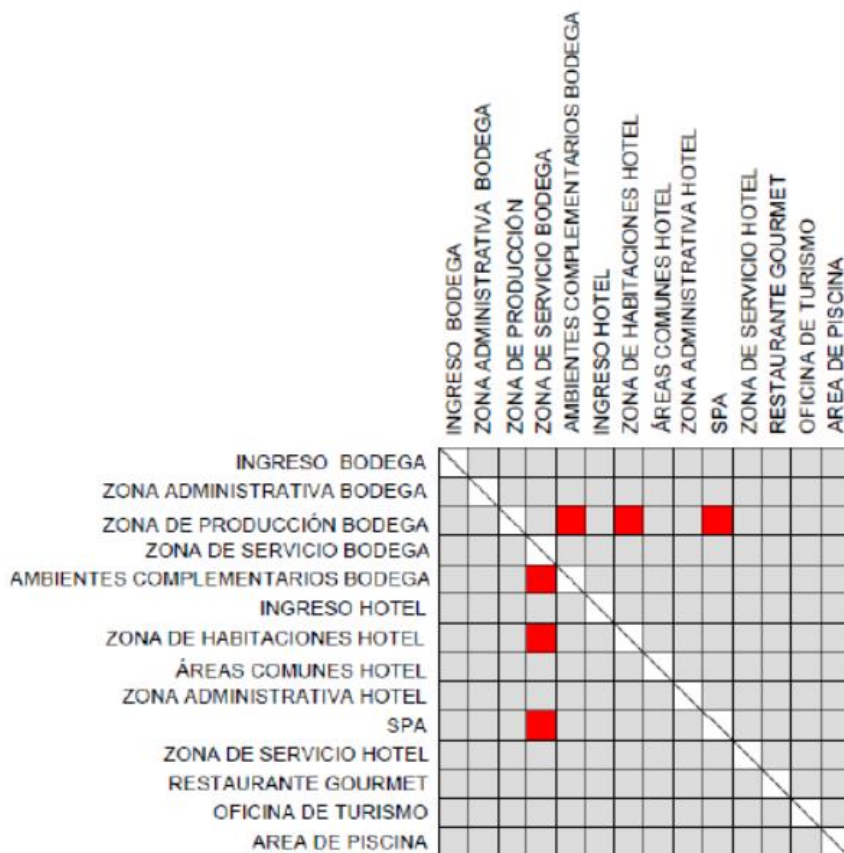 INGRESO BODEGA
ZONA ADMINISTRATIVA BODEGA
ZONA DE PRODUCCIÓN
ZONA DE SERVICIO BODEGA
AMBIENTES COMPLEMENTARIOS BODEGA
INGRESO HOTEL
ZONA DE HABITACIONES HOTEL
ÁREAS COMUNES HOTEL
ZONA ADMINISTRATIVA HOTEL
SPA
ZONA DE SERVICIO HOTEL
RESTAURANTE GOURMET
OFICINA DE TURISMO
AREA DE PISCINA
INGRESO BODEGA
ZONA ADMINISTRATIVA BODEGA
ZONA DE PRODUCCIÓN BODEGA
ZONA DE SERVICIO BODEGA
AMBIENTES COMPLEMENTARIOS BODEGA
INGRESO HOTEL
ZONA DE HABITACIONES HOTEL
ÁREAS COMUNES HOTEL
ZONA ADMINISTRATIVA HOTEL
SPA
ZONA DE SERVICIO HOTEL
RESTAURANTE GOURMET
OFICINA DE TURISMO
AREA DE PISCINA